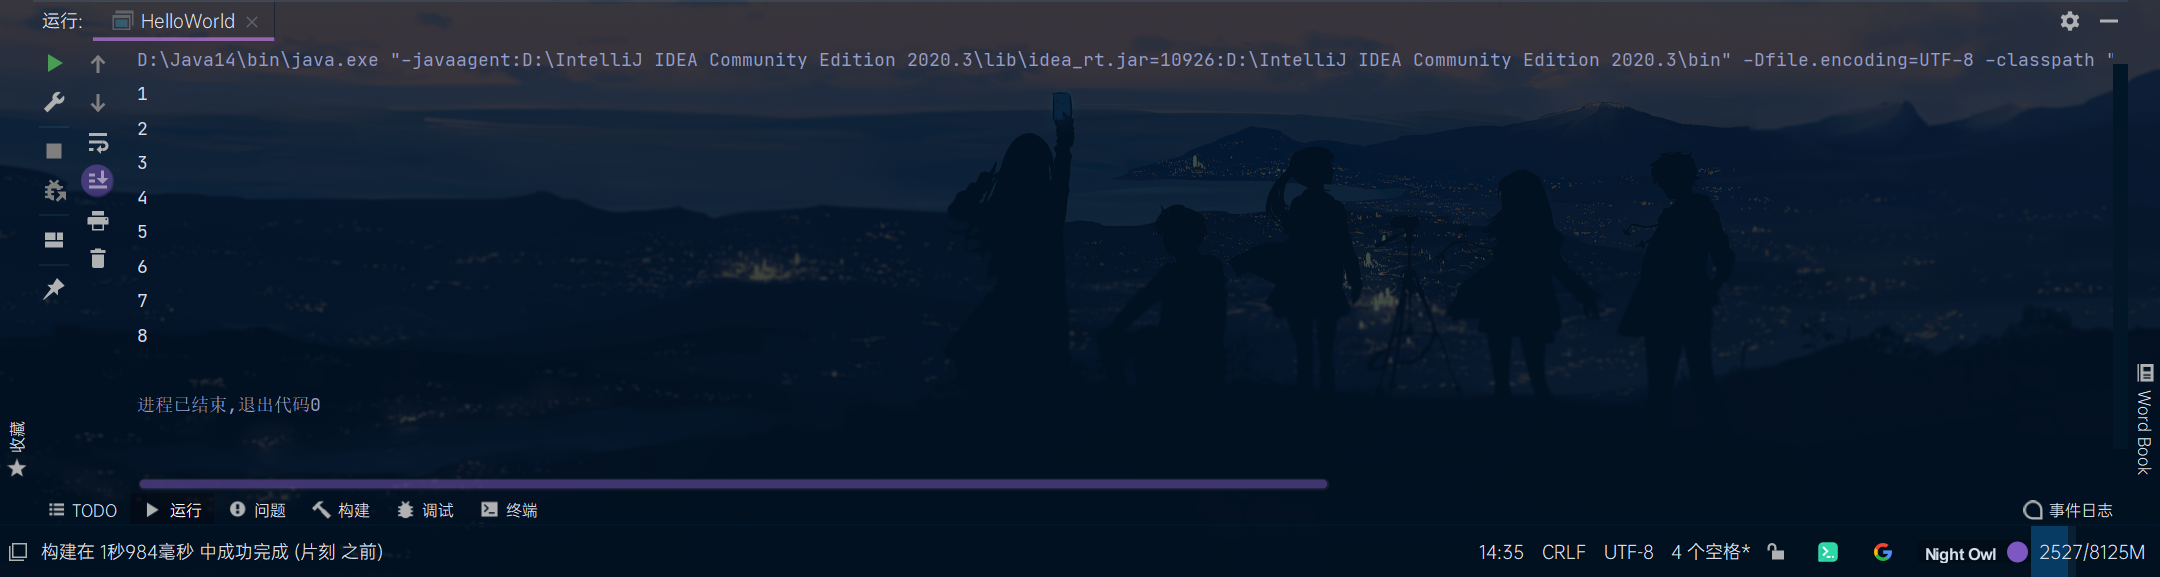 运行: HelloWorld
D:\Java14\bin\java.exe "-javaagent:D:\IntelliJ IDEA Community Edition 2020.3\lib\idea_rt.jar=10926:D:\IntelliJ IDEA Community Edition 2020.3\bin" -Dfile.encoding=UTF-8 -classpath "
1
2
3
4
5
6
7
8
进程已结束,退出代码0
收藏
Word Book
TODO 运行 问题 构建 调试 终端 事件日志
构建在 1秒984毫秒 中成功完成 (片刻 之前) 14:35 CRLF UTF-8 4 个空格* Night Owl 2527/8125M